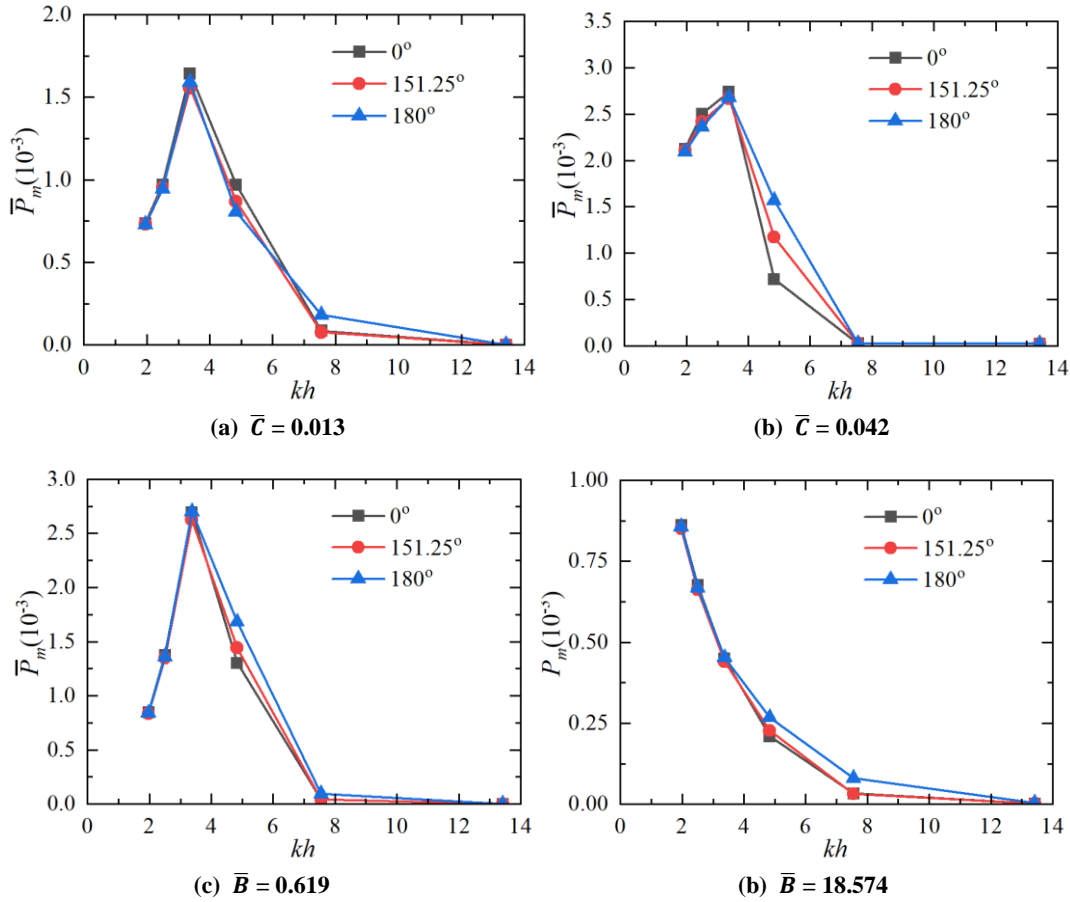 2.0
1.5
1.0
0.5
0.0
P̅m(10-3)
0º
151.25º
180º
0 2 4 6 8 10 12 14
kh
(a) C̅ = 0.013
3.5
3.0
2.5
2.0
1.5
1.0
0.5
0.0
P̅m(10-3)
0º
151.25º
180º
0 2 4 6 8 10 12 14
kh
(b) C̅ = 0.042
3.0
2.5
2.0
1.5
1.0
0.5
0.0
P̅m(10-3)
0º
151.25º
180º
0 2 4 6 8 10 12 14
kh
(c) B̅ = 0.619
1.00
0.75
0.50
0.25
0.00
Pm(10-3)
0º
151.25º
180º
0 2 4 6 8 10 12 14
kh
(b) B̅ = 18.574